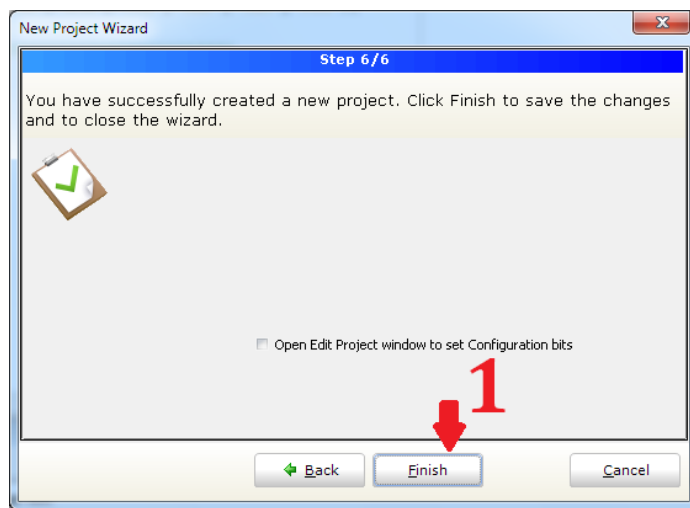 New Project Wizard
Step 6/6
You have successfully created a new project. Click Finish to save the changes
and to close the wizard.
Open Edit Project window to set Configuration bits
1
Back
Finish
Cancel